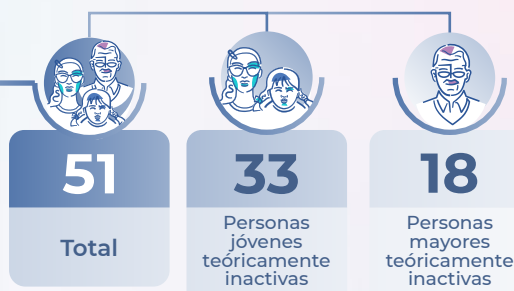 51
Total
33
Personas
jóvenes
teóricamente
inactivas
18
Personas
mayores
teóricamente
inactivas